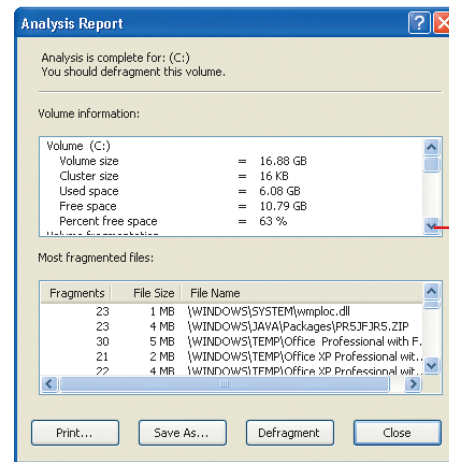 Analysis Report
Analysis is complete for: (C:)
You should defragment this volume.
Volume information:
Volume (C:)
Volume size = 16.88 GB
Cluster size = 16 KB
Used space = 6.08 GB
Free space = 10.79 GB
Percent free space = 63 %
Volume fragmentation
Most fragmented files:
Fragments File Size File Name
23 1 MB \WINDOWS\SYSTEM\wmploc.dll
23 4 MB \WINDOWS\JAVA\Packages\PR5JFJR5.ZIP
30 5 MB \WINDOWS\TEMP\Office Professional with F.
21 2 MB \WINDOWS\TEMP\Office XP Professional wit..
22 4 MB \WINDOWS\TEMP\Office XP Professional wit..
Print... Save As... Defragment Close